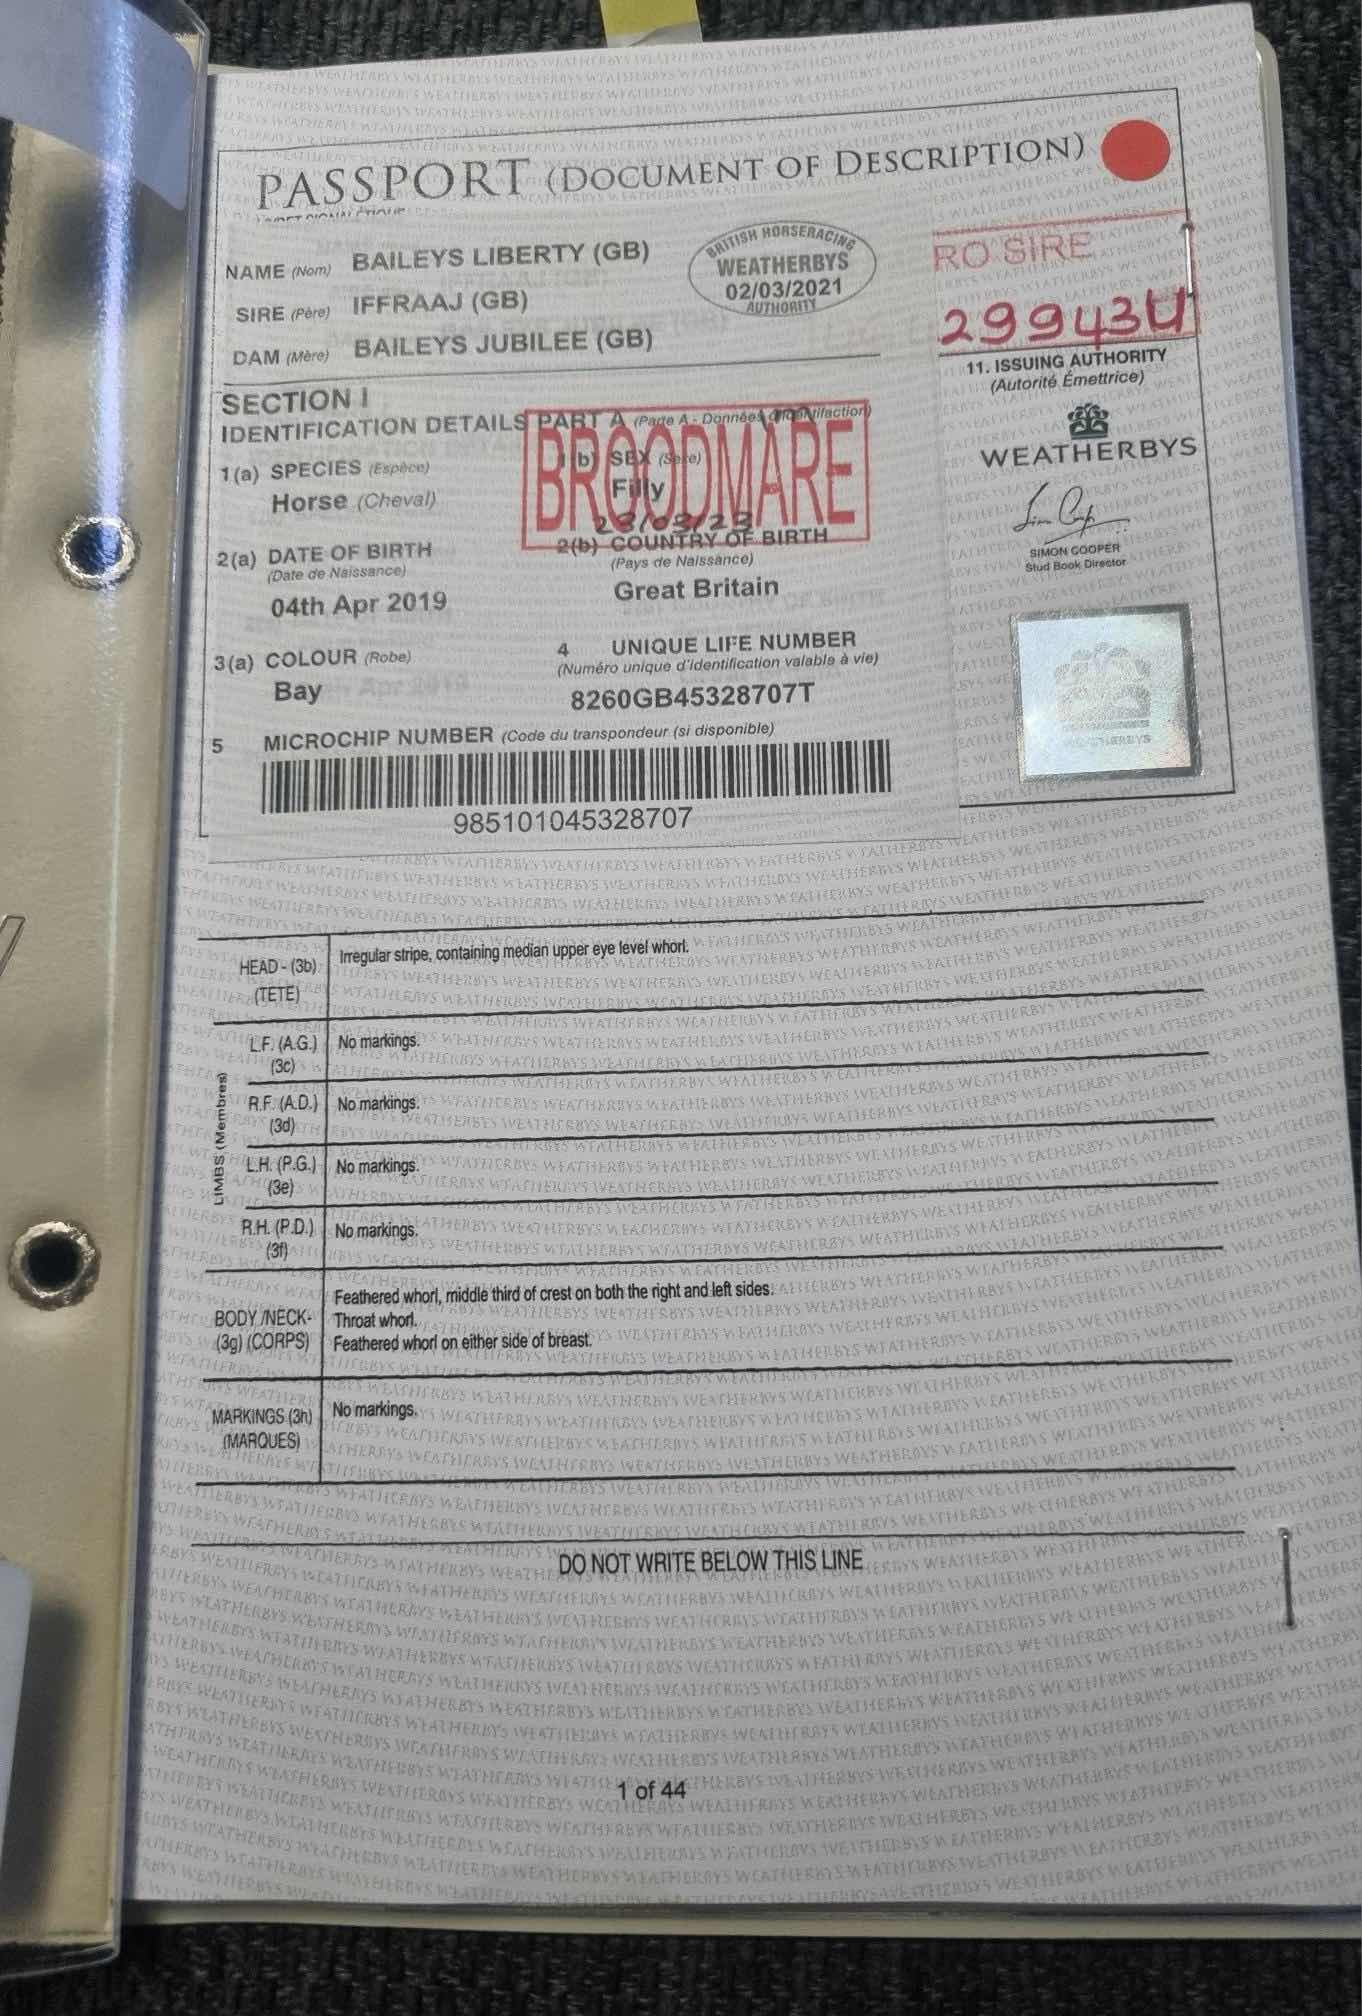 PASSPORT (DOCUMENT OF DESCRIPTION)
NAME (Nom) BAILEYS LIBERTY (GB)
SIRE (Père) IFFRAAJ (GB)
DAM (Mère) BAILEYS JUBILEE (GB)
BRITISH HORSERACING
WEATHERBYS
02/03/2021
AUTHORITY
RO SIRE
299434
11. ISSUING AUTHORITY
(Autorité Émettrice)
WEATHERBYS
SIMON COOPER
Stud Book Director
WEATHERBYS
SECTION I
IDENTIFICATION DETAILS PART A (Partie A - Données d'identification)
BROODMARE
23/03/23
1(a) SPECIES (Espèce)
Horse (Cheval)
1(b) SEX (Sexe)
Filly
2(a) DATE OF BIRTH
(Date de Naissance)
04th Apr 2019
2(b) COUNTRY OF BIRTH
(Pays de Naissance)
Great Britain
3(a) COLOUR (Robe)
Bay
4 UNIQUE LIFE NUMBER
(Numéro unique d'identification valable à vie)
8260GB45328707T
5 MICROCHIP NUMBER (Code du transpondeur (si disponible)
985101045328707
HEAD - (3b) Irregular stripe, containing median upper eye level whorl.
(TETE)
LIMBS (Membres)
L.F. (A.G.) No markings.
(3c)
R.F. (A.D.) No markings.
(3d)
L.H. (P.G.) No markings.
(3e)
R.H. (P.D.) No markings.
(3f)
BODY /NECK-
(3g) (CORPS)
Feathered whorl, middle third of crest on both the right and left sides.
Throat whorl.
Feathered whorl on either side of breast.
MARKINGS (3h) No markings.
(MARQUES)
DO NOT WRITE BELOW THIS LINE
1 of 44